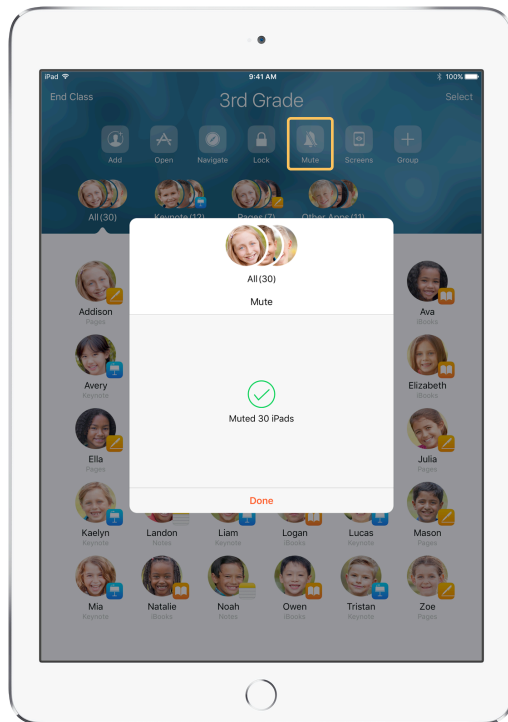 iPad 9:41 AM 100%
End Class 3rd Grade Select
Add Open Navigate Lock Mute Screens Group
All (30) Keynote (12) Pages (7) Other Apps (11)
All (30)
Mute
Addison Ava
Pages iBooks
Avery Elizabeth
Keynote iBooks
Muted 30 iPads
Ella Julia
Pages Pages
Done
Kaelyn Landon Liam Logan Lucas Mason
Keynote Notes Keynote iBooks Keynote Pages
Mia Natalie Noah Owen Tristan Zoe
Keynote iBooks Notes iBooks Keynote Pages